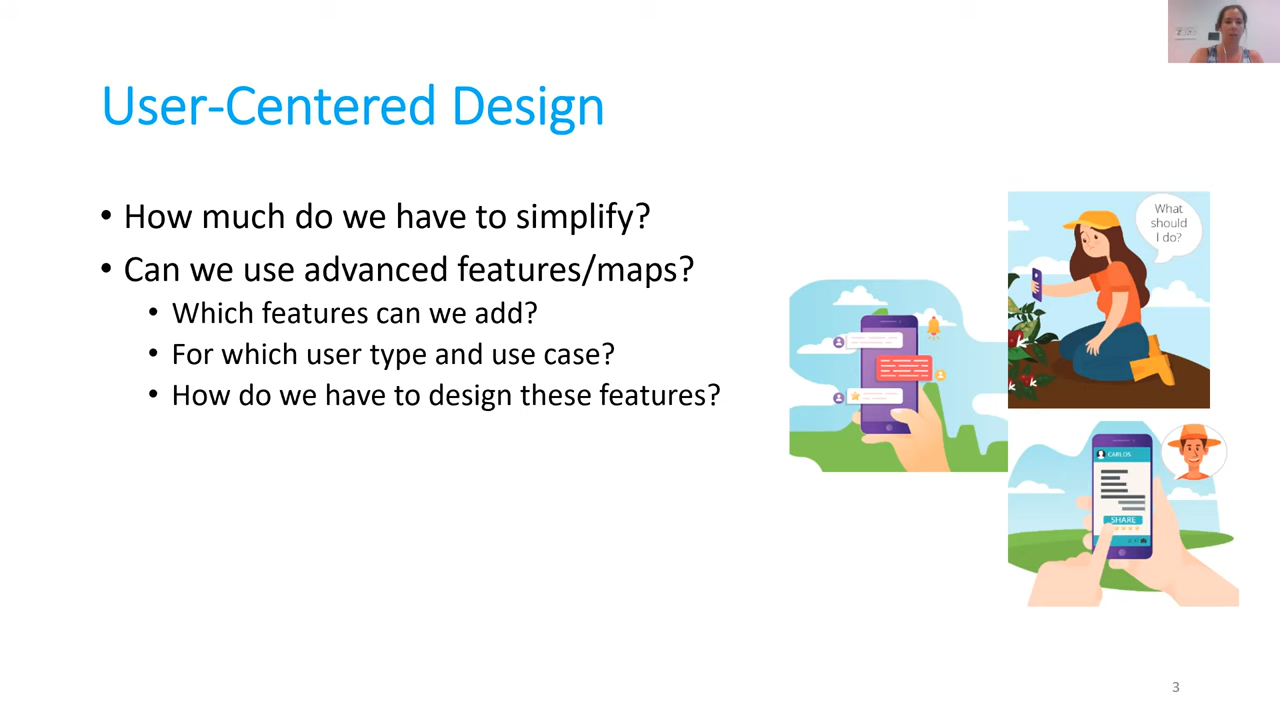 User-Centered Design
• How much do we have to simplify?
• Can we use advanced features/maps?
• Which features can we add?
• For which user type and use case?
• How do we have to design these features?
What
should
I do?
CARLOS
SHARE
3